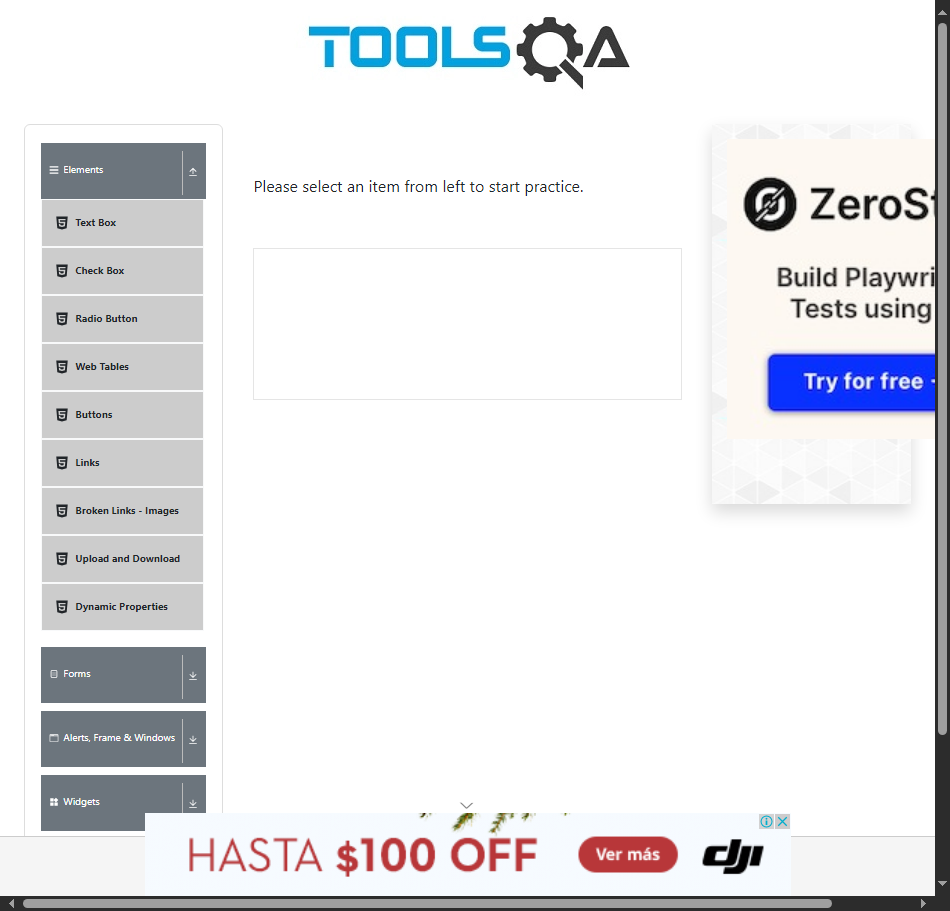 TOOLSQA
Elements
Text Box
Check Box
Radio Button
Web Tables
Buttons
Links
Broken Links - Images
Upload and Download
Dynamic Properties
Forms
Alerts, Frame & Windows
Widgets
Please select an item from left to start practice.
ZeroSt
Build Playwri
Tests using
Try for free
HASTA $100 OFF
Ver más
dji